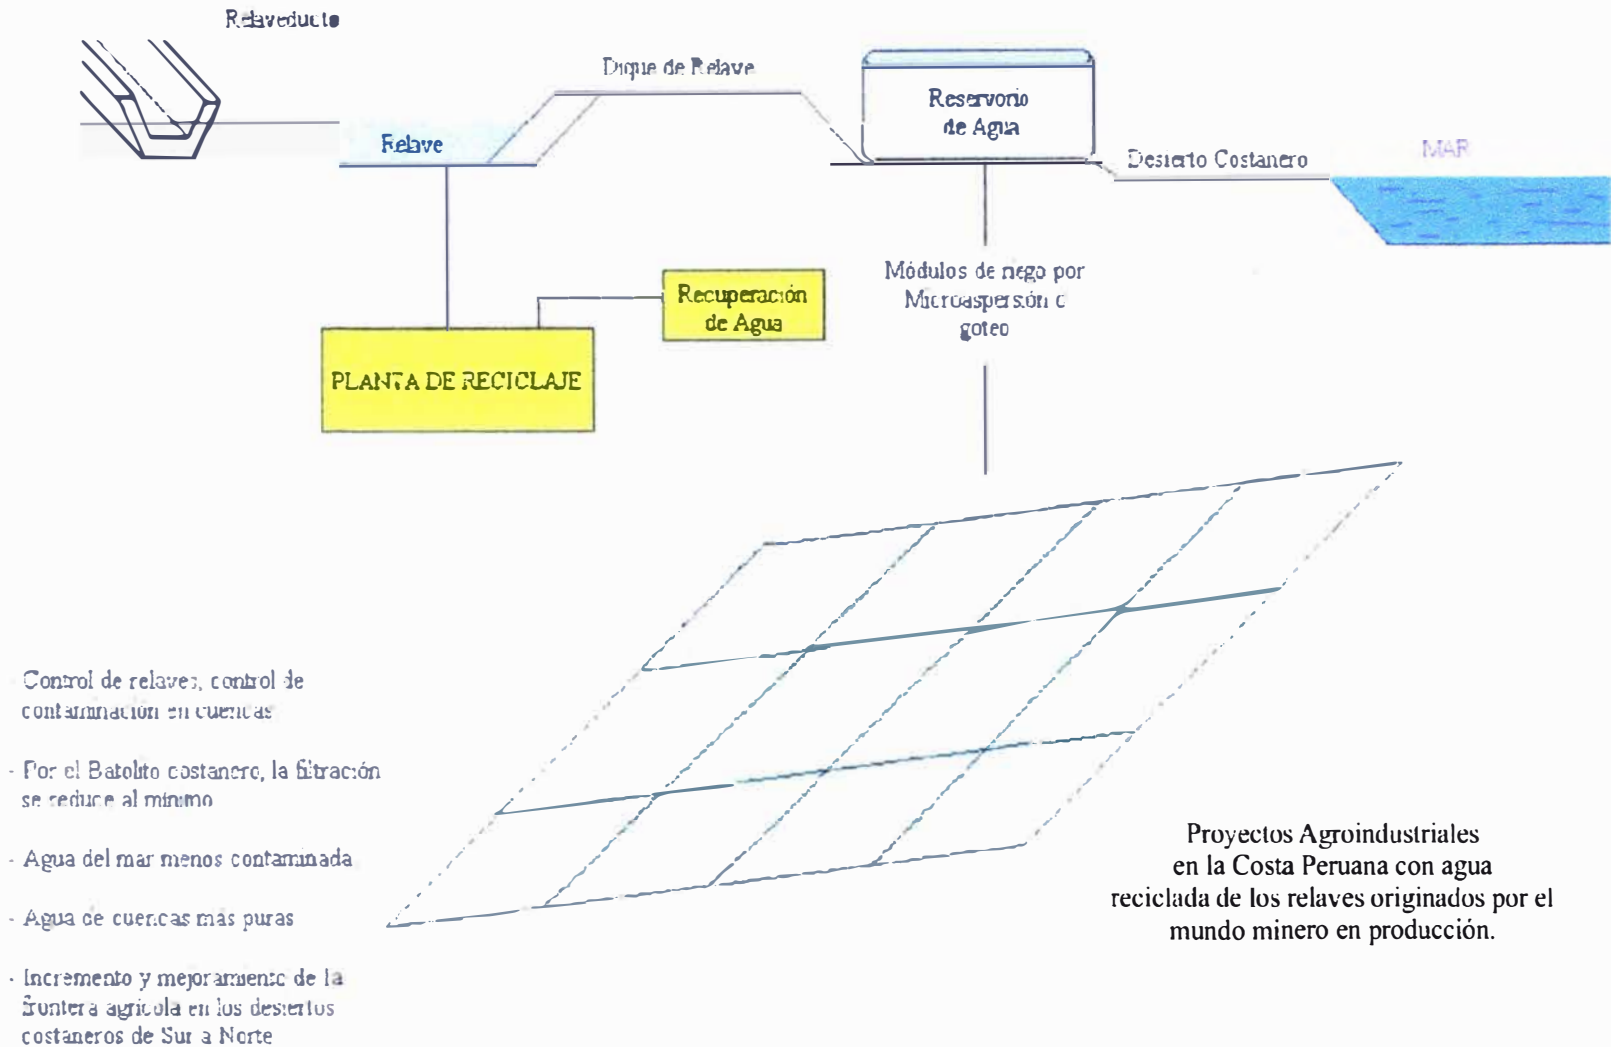 Relaveducto
Dique de Relave
Relave
Reservorio
de Agua
Desierto Costanero
MAR
Módulos de riego por
Microaspersón o
goteo
Recuperación
de Agua
PLANTA DE RECICLAJE
- Control de relaves, control de
contaminación en cuencas
- Por el Batolito costanero, la filtración
se reduce al mínimo
- Agua del mar menos contaminada
- Agua de cuencas más puras
- Incremento y mejoramiento de la
frontera agrícola en los desiertos
costaneros de Sur a Norte
Proyectos Agroindustriales
en la Costa Peruana con agua
reciclada de los relaves originados por el
mundo minero en producción.